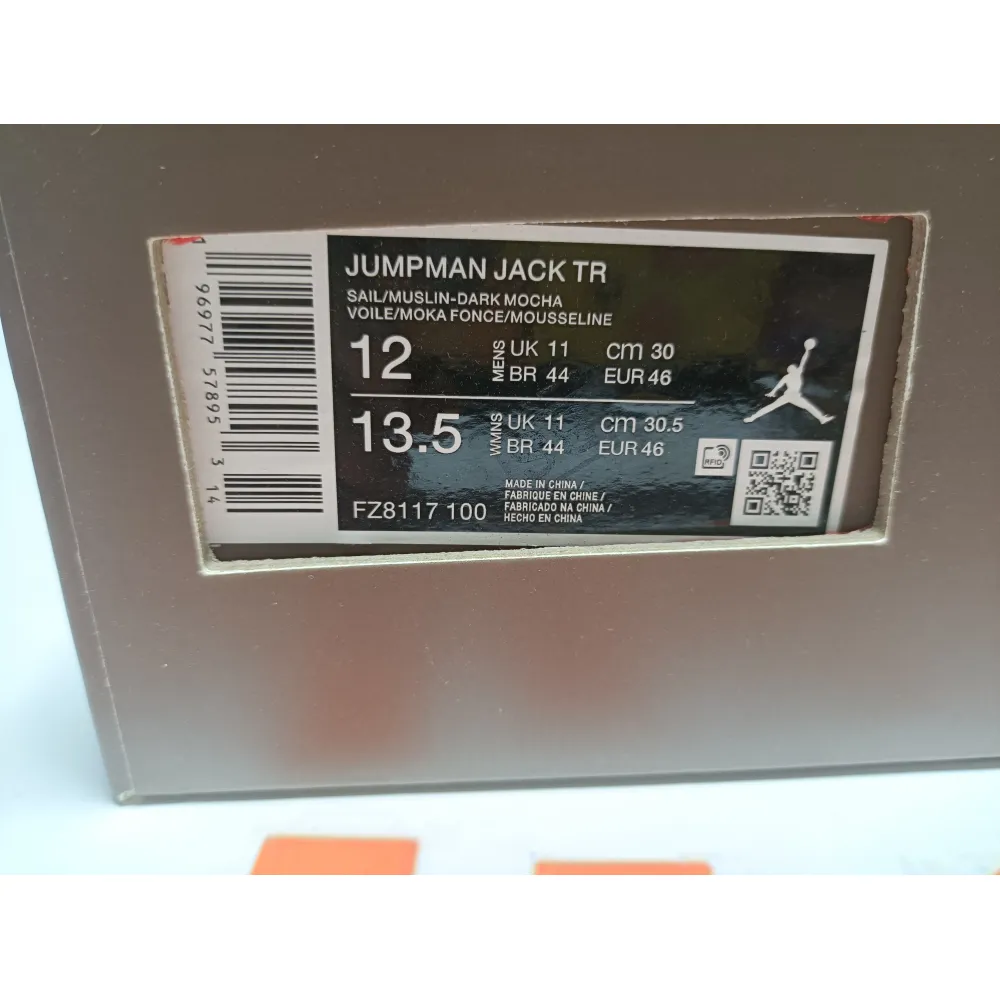 JUMPMAN JACK TR
SAIL/MUSLIN-DARK MOCHA
VOILE/MOKA FONCE/MOUSSELINE
12 MENS UK 11 cm 30
BR 44 EUR 46
13.5 WMNS UK 11 cm 30.5
BR 44 EUR 46
RFID
FZ8117 100
MADE IN CHINA /
FABRIQUE EN CHINE /
FABRICADO NA CHINA /
HECHO EN CHINA
96977 57895 3 14